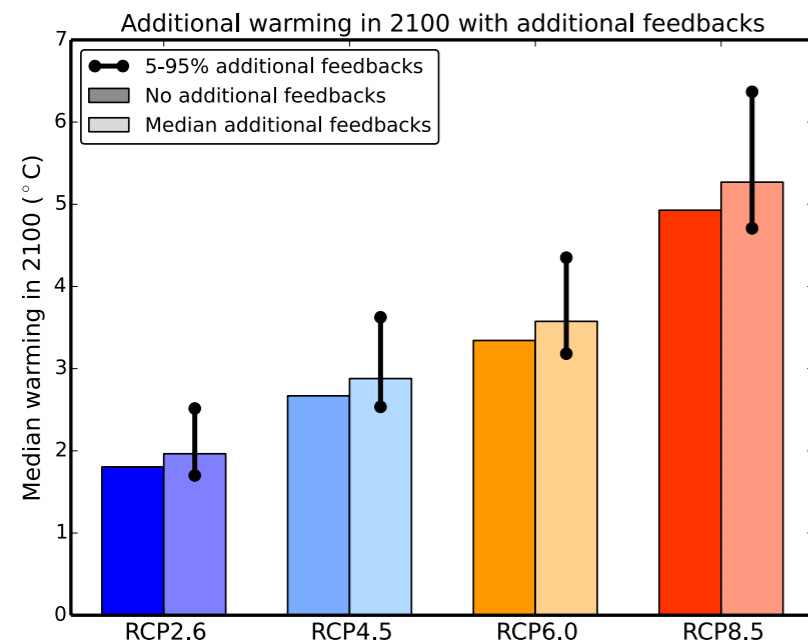 Additional warming in 2100 with additional feedbacks
7
5-95% additional feedbacks
No additional feedbacks
Median additional feedbacks
6
5
4
3
2
1
0
Median warming in 2100 (°C)
RCP2.6 RCP4.5 RCP6.0 RCP8.5